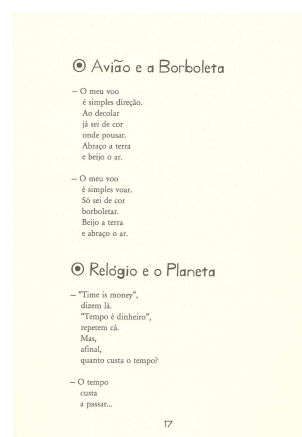 Avião e a Borboleta
— O meu voo
é simples direção.
Ao decolar
já sei de cor
onde pousar.
Abraço a terra
e beijo o ar.
— O meu voo
é simples voar.
Só sei de cor
borboletar.
Beijo a terra
e abraço o ar.
Relógio e o Planeta
— "Time is money",
dizem lá.
"Tempo é dinheiro",
repetem cá.
Mas,
afinal,
quanto custa o tempo?
— O tempo
custa
a passar...
17